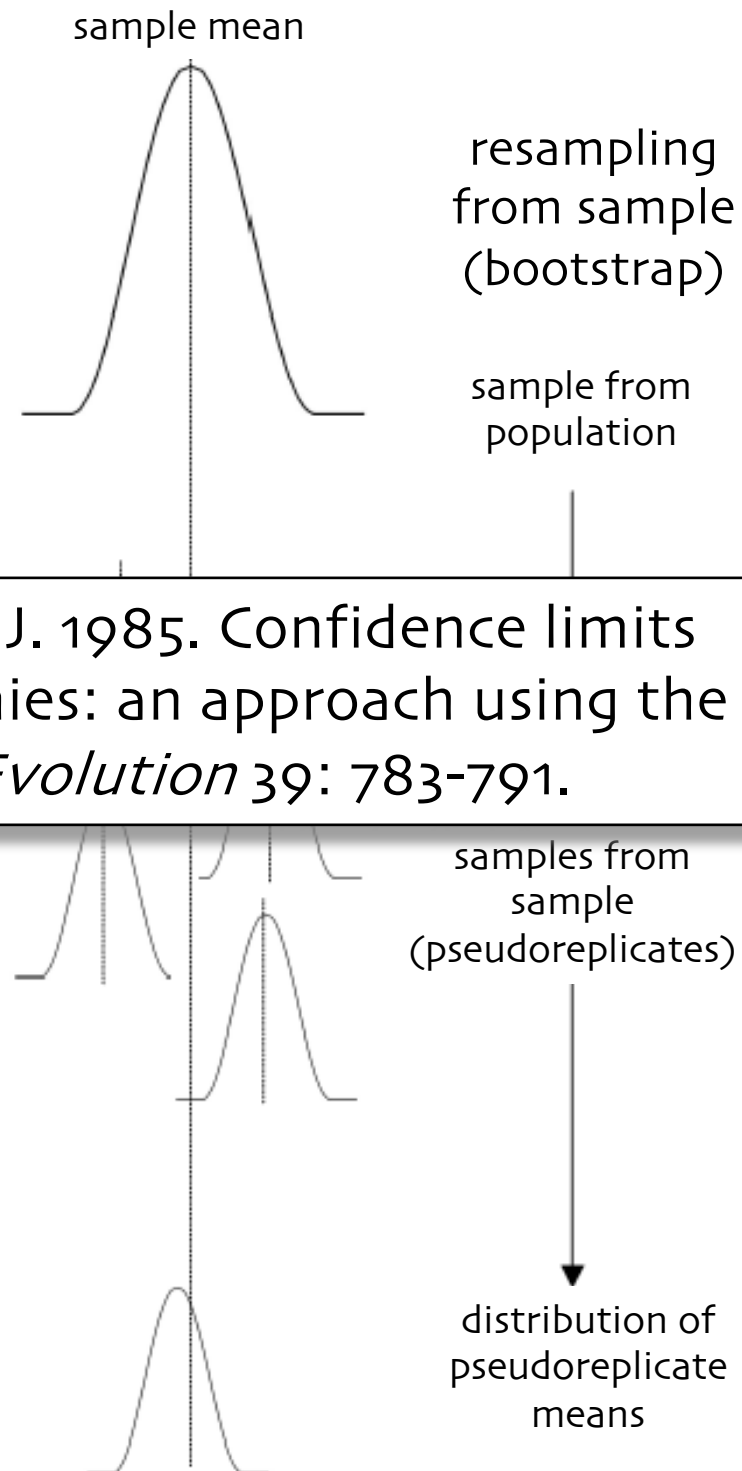 sample mean
resampling
from sample
(bootstrap)
sample from
population
J. 1985. Confidence limits
an approach using the
Evolution 39: 783-791.
samples from
sample
(pseudoreplicates)
distribution of
pseudoreplicate
means